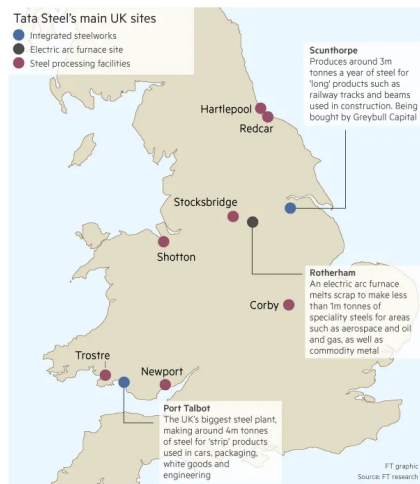 Tata Steel's main UK sites
Integrated steelworks
Electric arc furnace site
Steel processing facilities
Scunthorpe
Produces around 3m
tonnes a year of steel for
'long' products such as
railway tracks and beams
used in construction. Being
bought by Greybull Capital
Hartlepool
Redcar
Stocksbridge
Shotton
Rotherham
An electric arc furnace
melts scrap to make less
than 1m tonnes of
speciality steels for areas
such as aerospace and oil
and gas, as well as
commodity metal
Corby
Trostre
Newport
Port Talbot
The UK's biggest steel plant,
making around 4m tonnes
of steel for 'strip' products
used in cars, packaging,
white goods and
engineering
FT graphic
Source: FT research